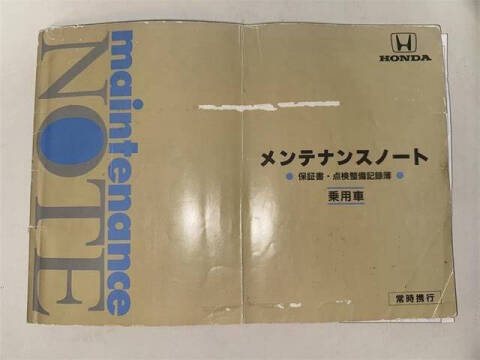 maintenance
NOTE
HONDA
メンテナンスノート
● 保証書・点検整備記録簿 ●
乗用車
常時携行